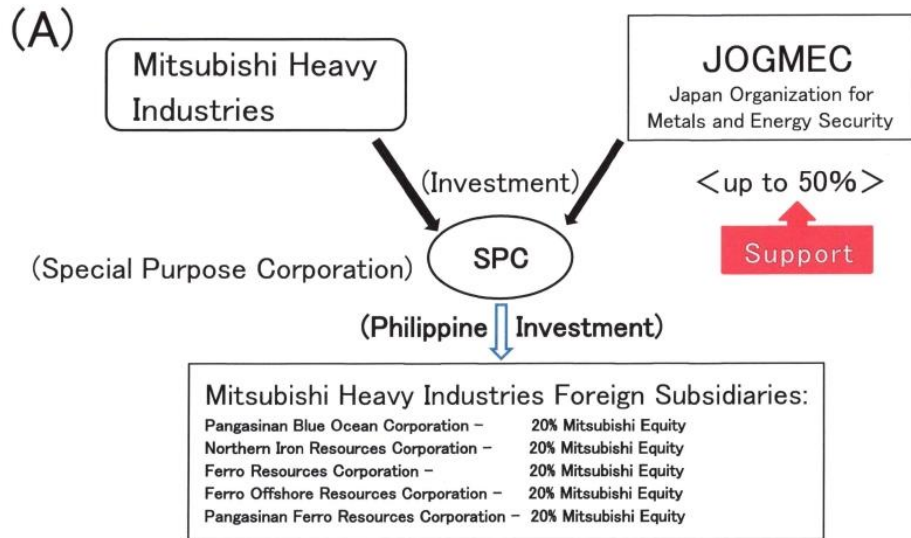 (A)
Mitsubishi Heavy
Industries
JOGMEC
Japan Organization for
Metals and Energy Security
(Investment)
<up to 50%>
Support
(Special Purpose Corporation)
SPC
(Philippine Investment)
Mitsubishi Heavy Industries Foreign Subsidiaries:
Pangasinan Blue Ocean Corporation – 20% Mitsubishi Equity
Northern Iron Resources Corporation – 20% Mitsubishi Equity
Ferro Resources Corporation – 20% Mitsubishi Equity
Ferro Offshore Resources Corporation – 20% Mitsubishi Equity
Pangasinan Ferro Resources Corporation – 20% Mitsubishi Equity